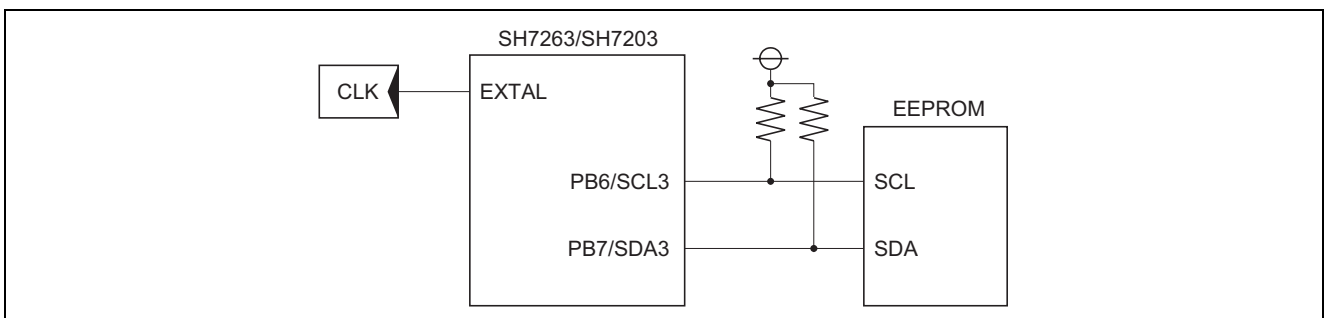 SH7263/SH7203
CLK
EXTAL
EEPROM
PB6/SCL3
SCL
PB7/SDA3
SDA